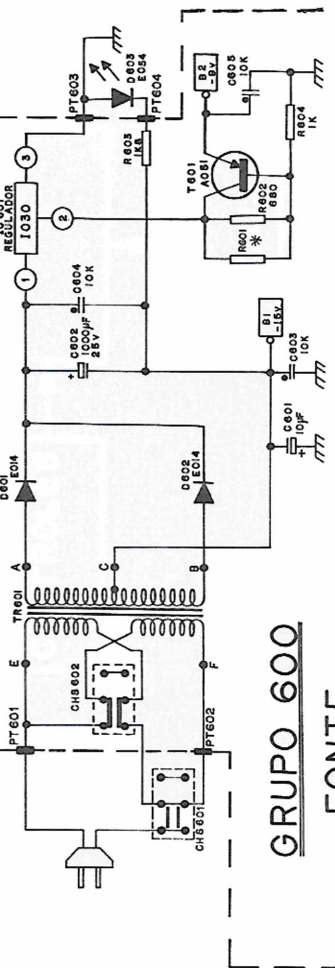 PT603
D603
E054
PT604
R603
1K5
B2
-9V
C605
10K
T601
A051
R604
1K
R602
680
R601
*
3
REGULADOR
1030
2
1
C604
10K
C602
1000µF
25V
+
B1
-15V
C603
10K
C601
10µF
+
D601
E014
D602
E014
A
C
B
TR601
E
F
CHS602
PT601
PT602
CHS601
GRUPO 600
FONTE